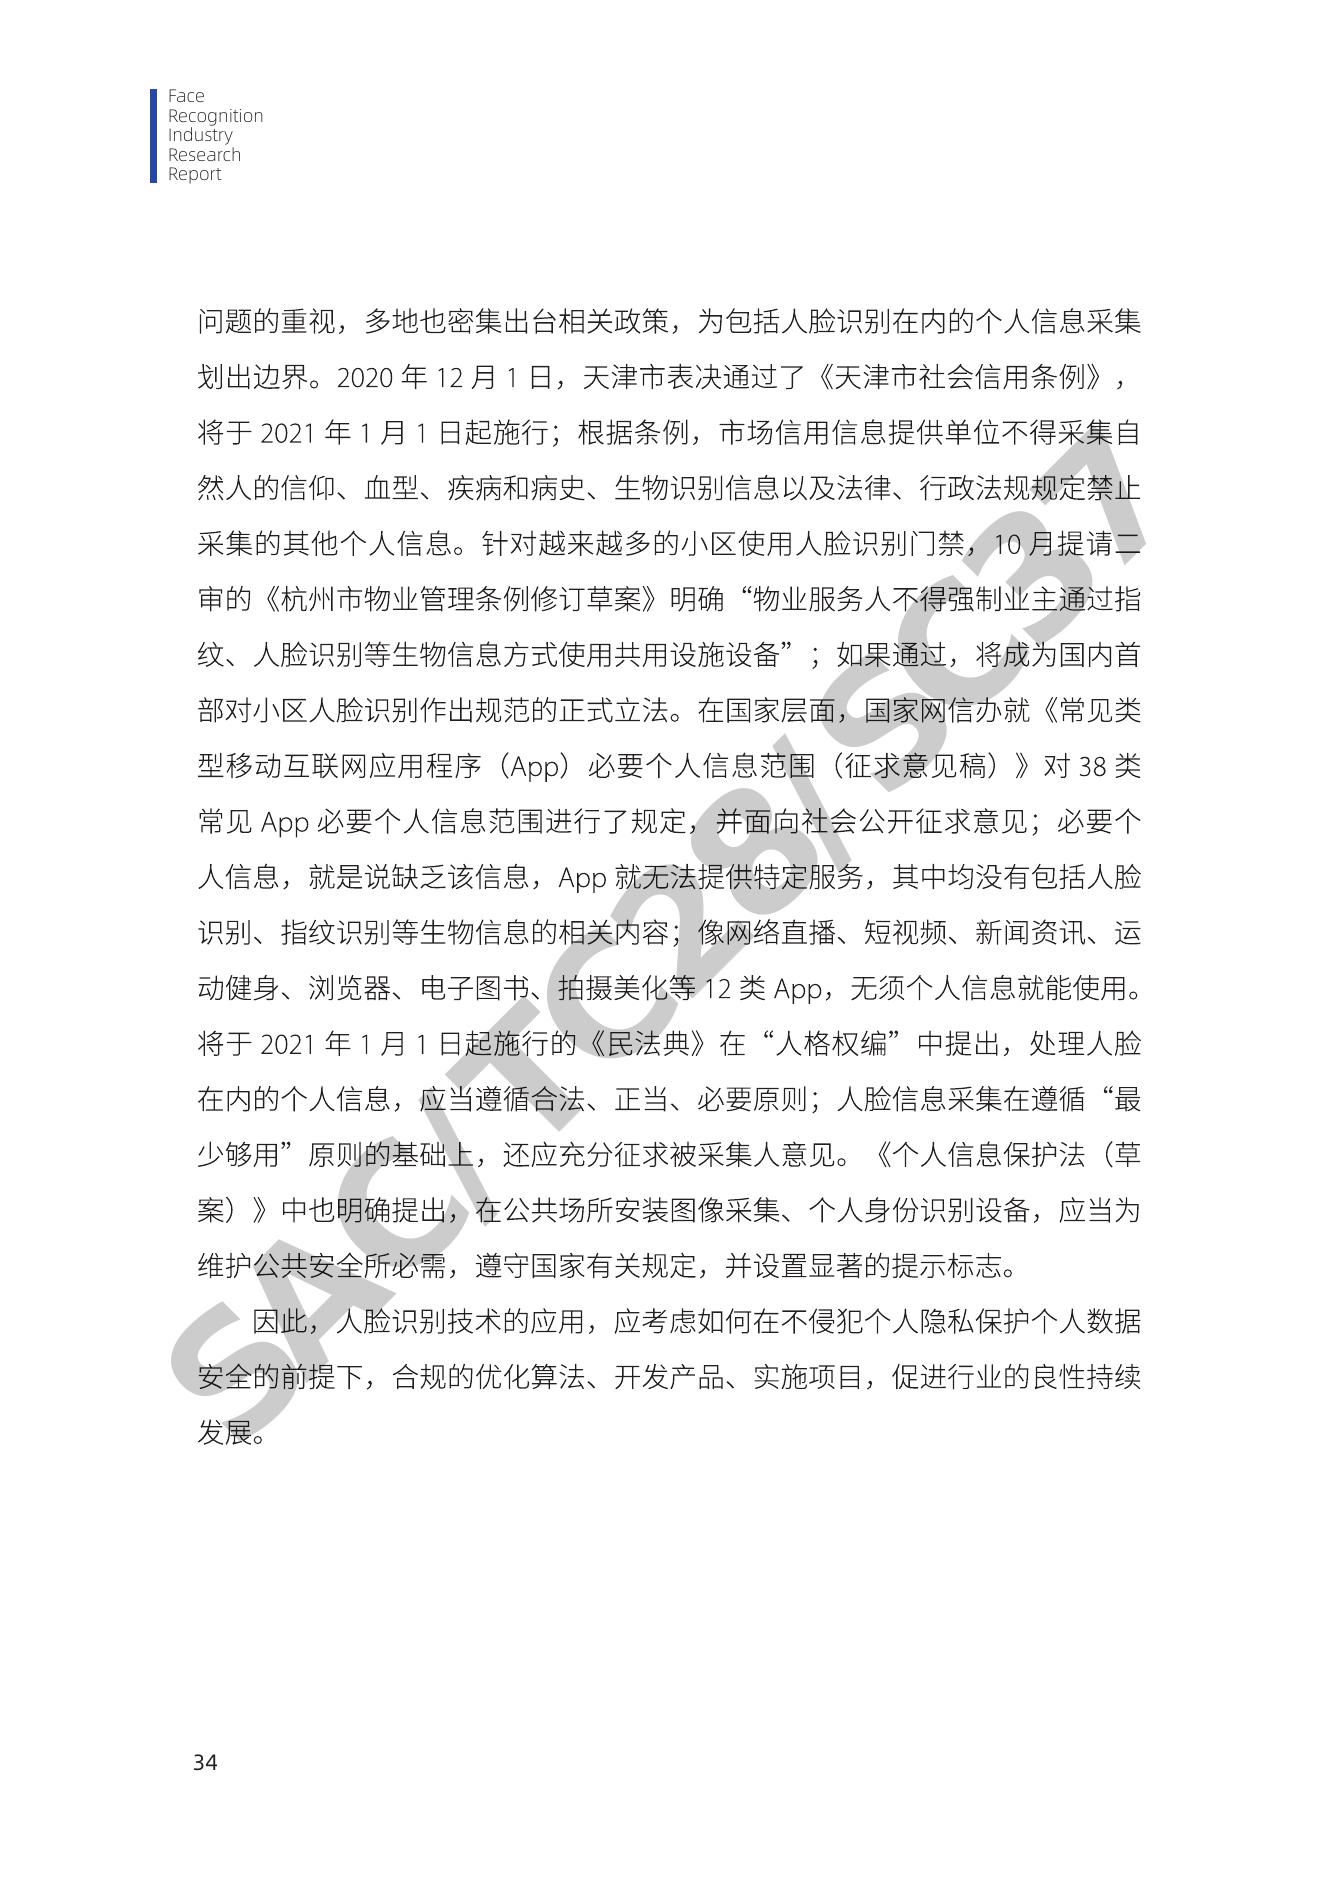 Face
Recognition
Industry
Research
Report
问题的重视，多地也密集出台相关政策，为包括人脸识别在内的个人信息采集
划出边界。2020 年 12 月 1 日，天津市表决通过了《天津市社会信用条例》，
将于 2021 年 1 月 1 日起施行；根据条例，市场信用信息提供单位不得采集自
然人的信仰、血型、疾病和病史、生物识别信息以及法律、行政法规规定禁止
采集的其他个人信息。针对越来越多的小区使用人脸识别门禁，10 月提请二
审的《杭州市物业管理条例修订草案》明确“物业服务人不得强制业主通过指
纹、人脸识别等生物信息方式使用共用设施设备”；如果通过，将成为国内首
部对小区人脸识别作出规范的正式立法。在国家层面，国家网信办就《常见类
型移动互联网应用程序（App）必要个人信息范围（征求意见稿）》对 38 类
常见 App 必要个人信息范围进行了规定，并面向社会公开征求意见；必要个
人信息，就是说缺乏该信息，App 就无法提供特定服务，其中均没有包括人脸
识别、指纹识别等生物信息的相关内容；像网络直播、短视频、新闻资讯、运
动健身、浏览器、电子图书、拍摄美化等 12 类 App，无须个人信息就能使用。
将于 2021 年 1 月 1 日起施行的《民法典》在“人格权编”中提出，处理人脸
在内的个人信息，应当遵循合法、正当、必要原则；人脸信息采集在遵循“最
少够用”原则的基础上，还应充分征求被采集人意见。《个人信息保护法（草
案）》中也明确提出，在公共场所安装图像采集、个人身份识别设备，应当为
维护公共安全所必需，遵守国家有关规定，并设置显著的提示标志。
因此，人脸识别技术的应用，应考虑如何在不侵犯个人隐私保护个人数据
安全的前提下，合规的优化算法、开发产品、实施项目，促进行业的良性持续
发展。
SAC/TC28/SC37
34